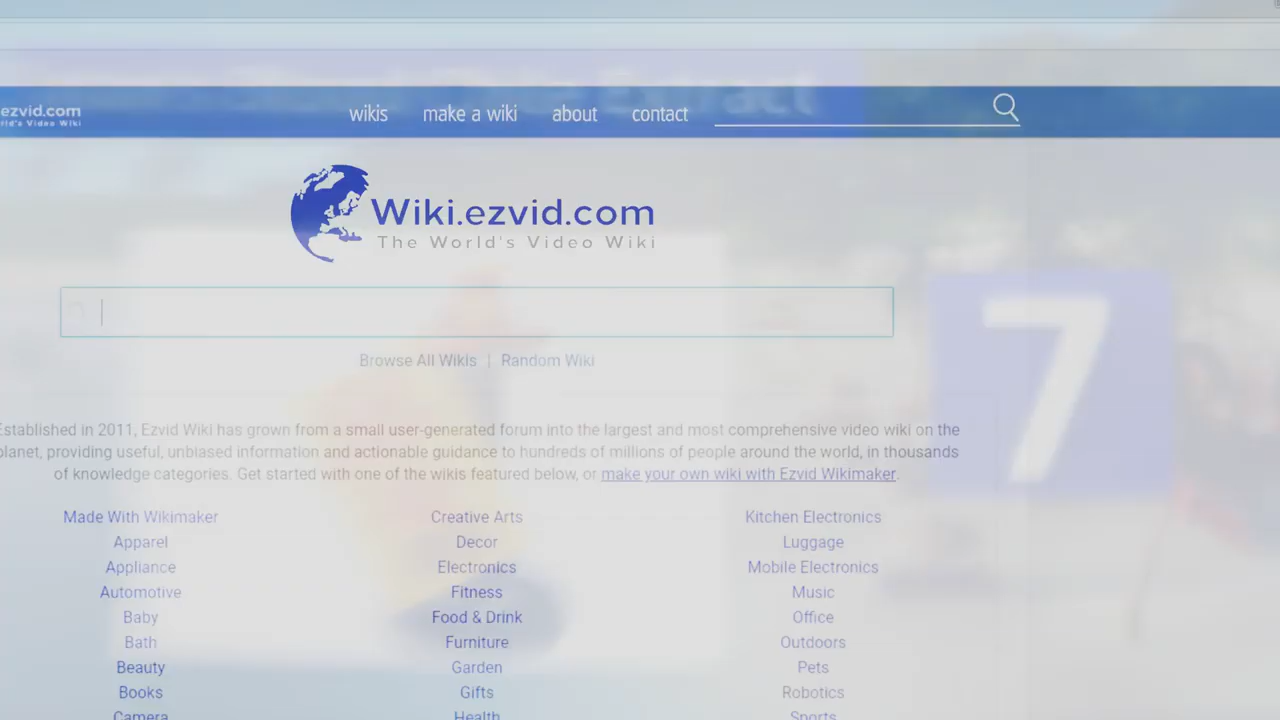 Extract
ezvid.com
wikis make a wiki about contact
Wiki.ezvid.com
The World's Video Wiki
Browse All Wikis | Random Wiki
7
Established in 2011, Ezvid Wiki has grown from a small user-generated forum into the largest and most comprehensive video wiki on the
planet, providing useful, unbiased information and actionable guidance to hundreds of millions of people around the world, in thousands
of knowledge categories. Get started with one of the wikis featured below, or make your own wiki with Ezvid Wikimaker.
Made With Wikimaker Creative Arts Kitchen Electronics
Apparel Decor Luggage
Appliance Electronics Mobile Electronics
Automotive Fitness Music
Baby Food & Drink Office
Bath Furniture Outdoors
Beauty Garden Pets
Books Gifts Robotics
Camera Health Sports